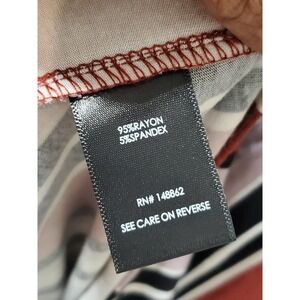 95%RAYON
5%SPANDEX
RN# 148862
SEE CARE ON REVERSE